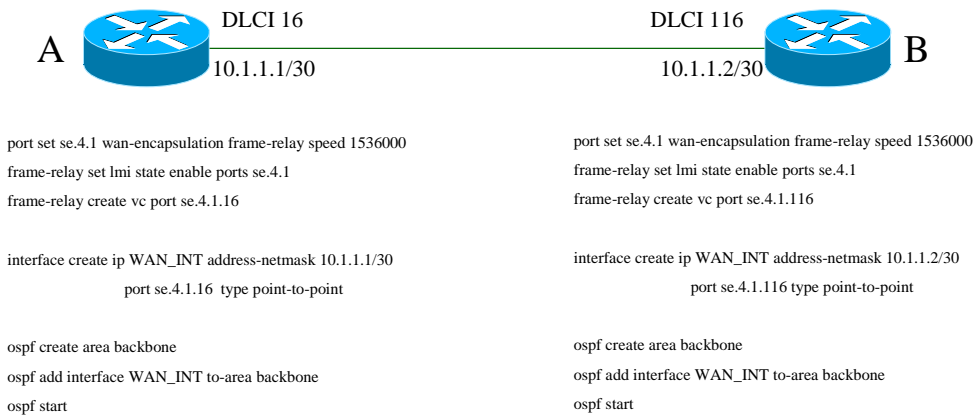 DLCI 16
DLCI 116
A
B
10.1.1.1/30
10.1.1.2/30
port set se.4.1 wan-encapsulation frame-relay speed 1536000
frame-relay set lmi state enable ports se.4.1
frame-relay create vc port se.4.1.16
interface create ip WAN_INT address-netmask 10.1.1.1/30
port se.4.1.16 type point-to-point
ospf create area backbone
ospf add interface WAN_INT to-area backbone
ospf start
port set se.4.1 wan-encapsulation frame-relay speed 1536000
frame-relay set lmi state enable ports se.4.1
frame-relay create vc port se.4.1.116
interface create ip WAN_INT address-netmask 10.1.1.2/30
port se.4.1.116 type point-to-point
ospf create area backbone
ospf add interface WAN_INT to-area backbone
ospf start